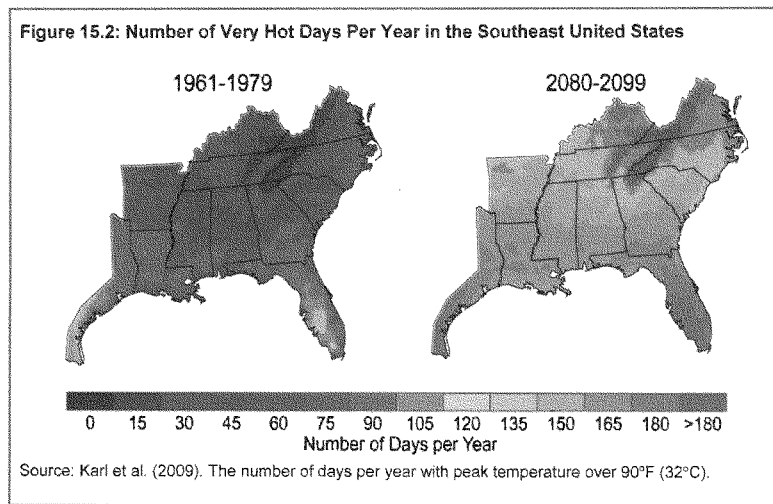 Figure 15.2: Number of Very Hot Days Per Year in the Southeast United States
1961-1979 2080-2099
0 15 30 45 60 75 90 105 120 135 150 165 180 >180
Number of Days per Year
Source: Karl et al. (2009). The number of days per year with peak temperature over 90°F (32°C).